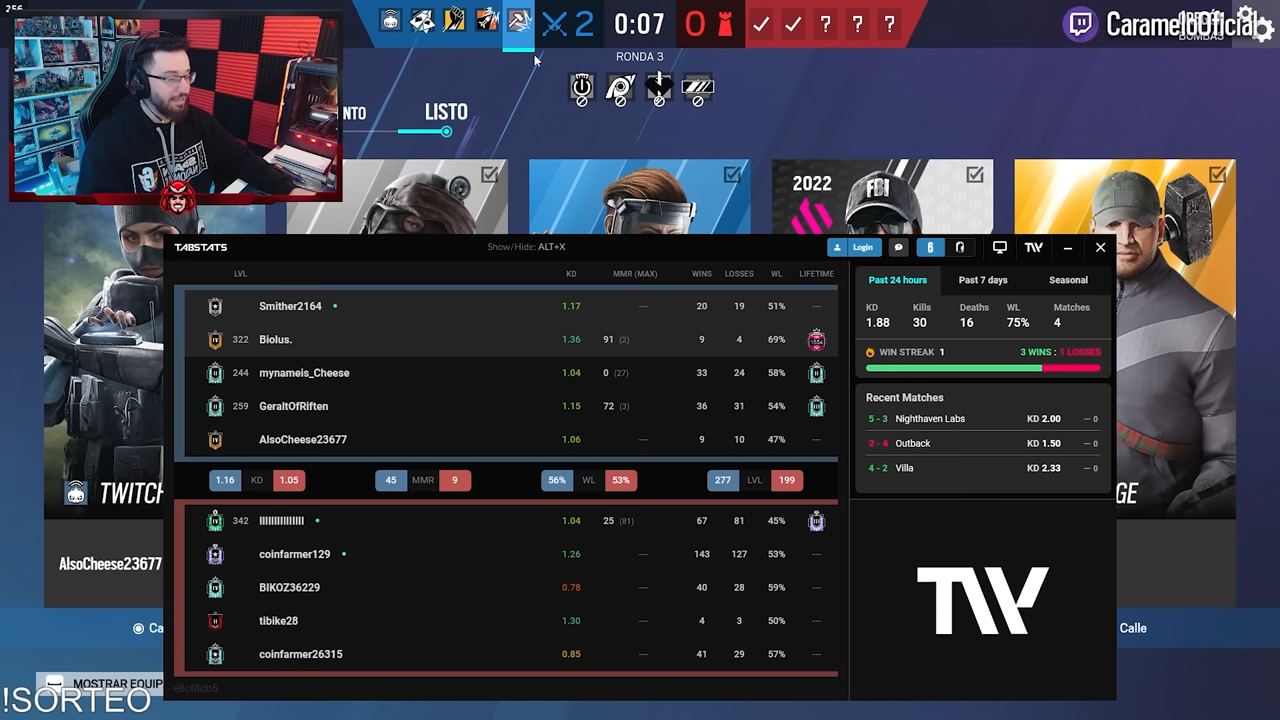 256
2 0:07 0
RONDA 3
Caramel0Oficial
NTO LISTO
2022
FBI
TABSTATS Show/Hide: ALT+X Login
LVL KD MMR (MAX) WINS LOSSES WL LIFETIME
Smither2164 1.17 --- 20 19 51% ---
322 Biolus. 1.36 91 (2) 9 4 69%
244 mynameis_Cheese 1.04 0 (27) 33 24 58%
259 GeraltOfRiften 1.15 72 (3) 36 31 54%
AlsoCheese23677 1.06 --- 9 10 47% ---
1.16 KD 1.05 45 MMR 9 56% WL 53% 277 LVL 199
342 llllllllllllllll 1.04 25 (81) 67 81 45%
coinfarmer129 1.26 --- 143 127 53% ---
BIKOZ36229 0.78 --- 40 28 59% ---
tibike28 1.30 --- 4 3 50% ---
coinfarmer26315 0.85 --- 41 29 57% ---
e8cf8db5
Past 24 hours Past 7 days Seasonal
KD Kills Deaths WL Matches
1.88 30 16 75% 4
WIN STREAK 1 3 WINS : 1 LOSSES
Recent Matches
5 - 3 Nighthaven Labs KD 2.00 — 0
2 - 4 Outback KD 1.50 — 0
4 - 2 Villa KD 2.33 — 0
TWITCH
GE
AlsoCheese23677
Ca
Calle
MOSTRAR EQUIP
!SORTEO